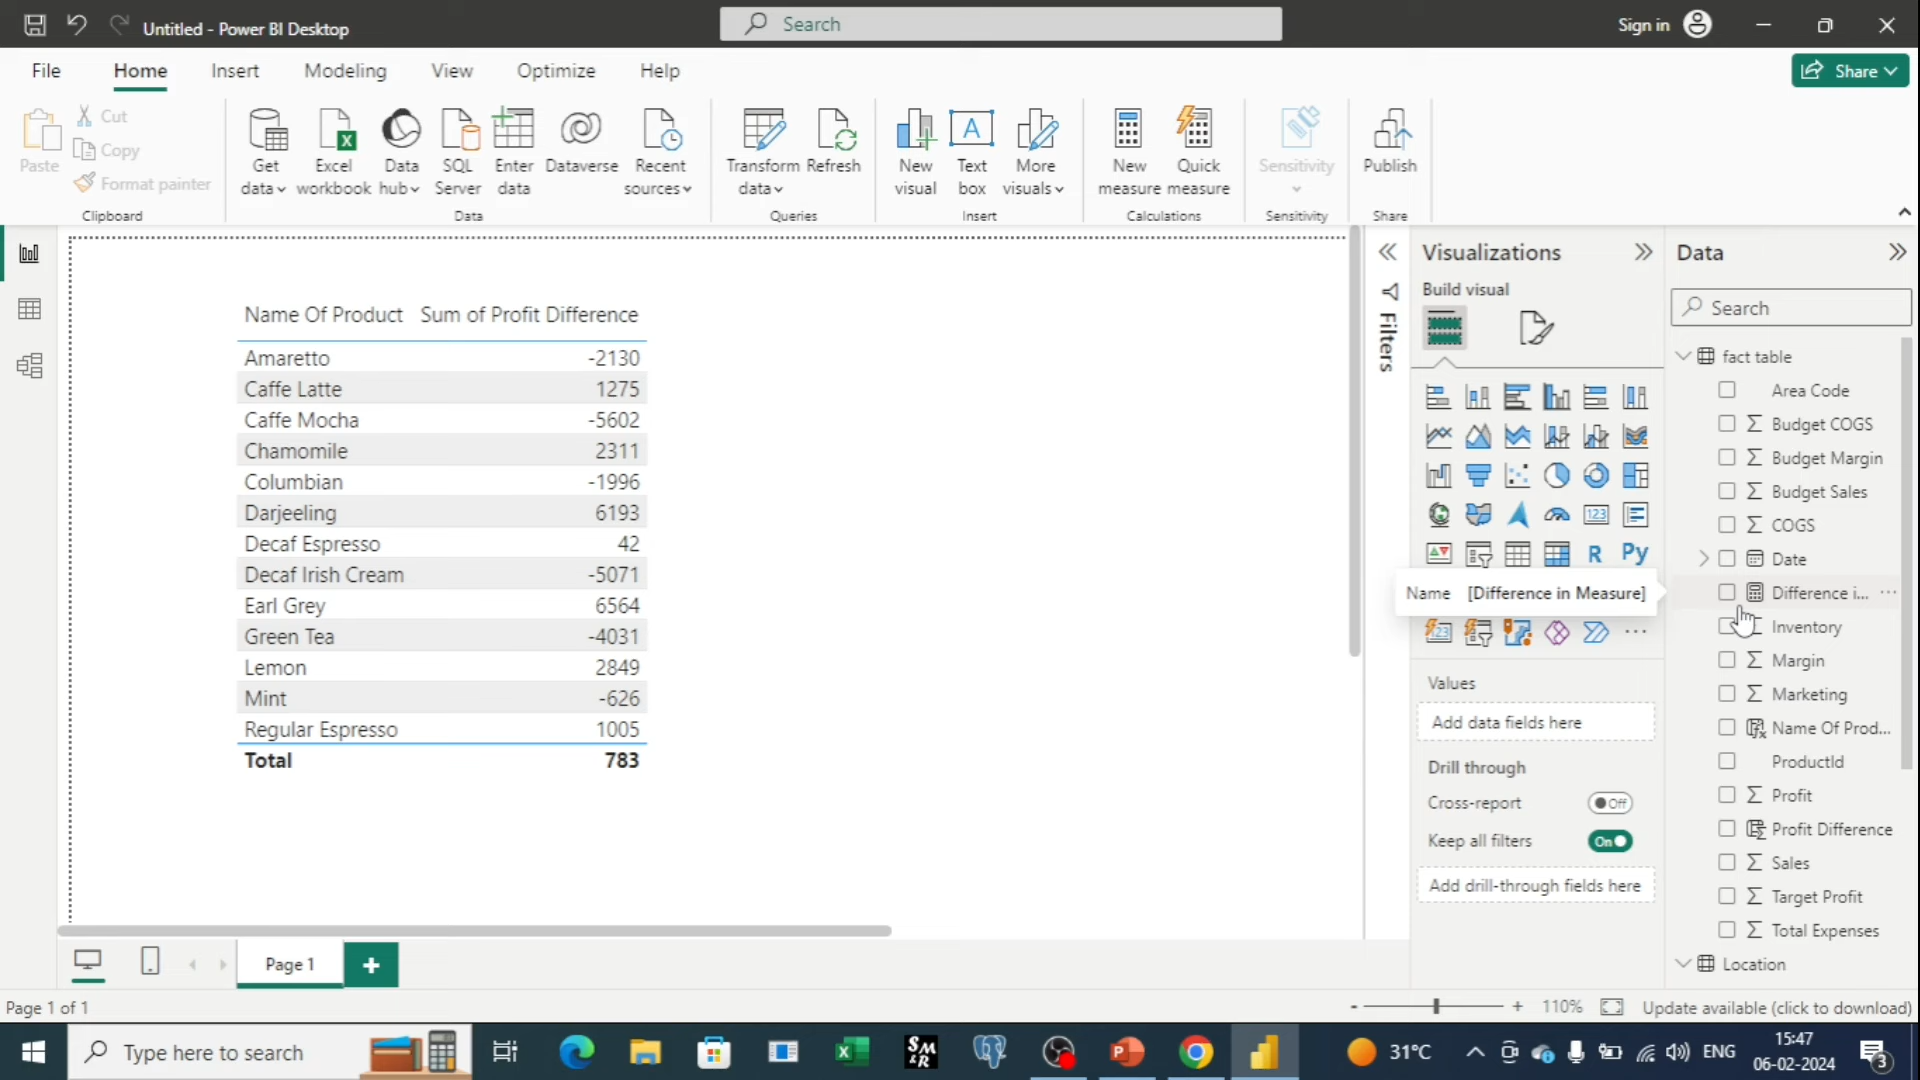 Untitled - Power BI Desktop
Search
Sign in
File
Home
Insert
Modeling
View
Optimize
Help
Share
Paste
Cut
Copy
Format painter
Clipboard
Get data
Excel workbook
Data hub
SQL Server
Enter data
Dataverse
Recent sources
Data
Transform data
Refresh
Queries
New visual
Text box
More visuals
Insert
New measure
Quick measure
Calculations
Sensitivity
Sensitivity
Publish
Share
Name Of Product Sum of Profit Difference
Amaretto -2130
Caffe Latte 1275
Caffe Mocha -5602
Chamomile 2311
Columbian -1996
Darjeeling 6193
Decaf Espresso 42
Decaf Irish Cream -5071
Earl Grey 6564
Green Tea -4031
Lemon 2849
Mint -626
Regular Espresso 1005
Total 783
Filters
Visualizations
Build visual
R
Py
123
Name [Difference in Measure]
123
Values
Add data fields here
Drill through
Cross-report Off
Keep all filters On
Add drill-through fields here
Data
Search
fact table
Area Code
Budget COGS
Budget Margin
Budget Sales
COGS
Date
Difference i...
Inventory
Margin
Marketing
Name Of Prod...
ProductId
Profit
Profit Difference
Sales
Target Profit
Total Expenses
Location
Page 1
Page 1 of 1
110%
Update available (click to download)
Type here to search
SM
&R
31°C
ENG
15:47
06-02-2024
3